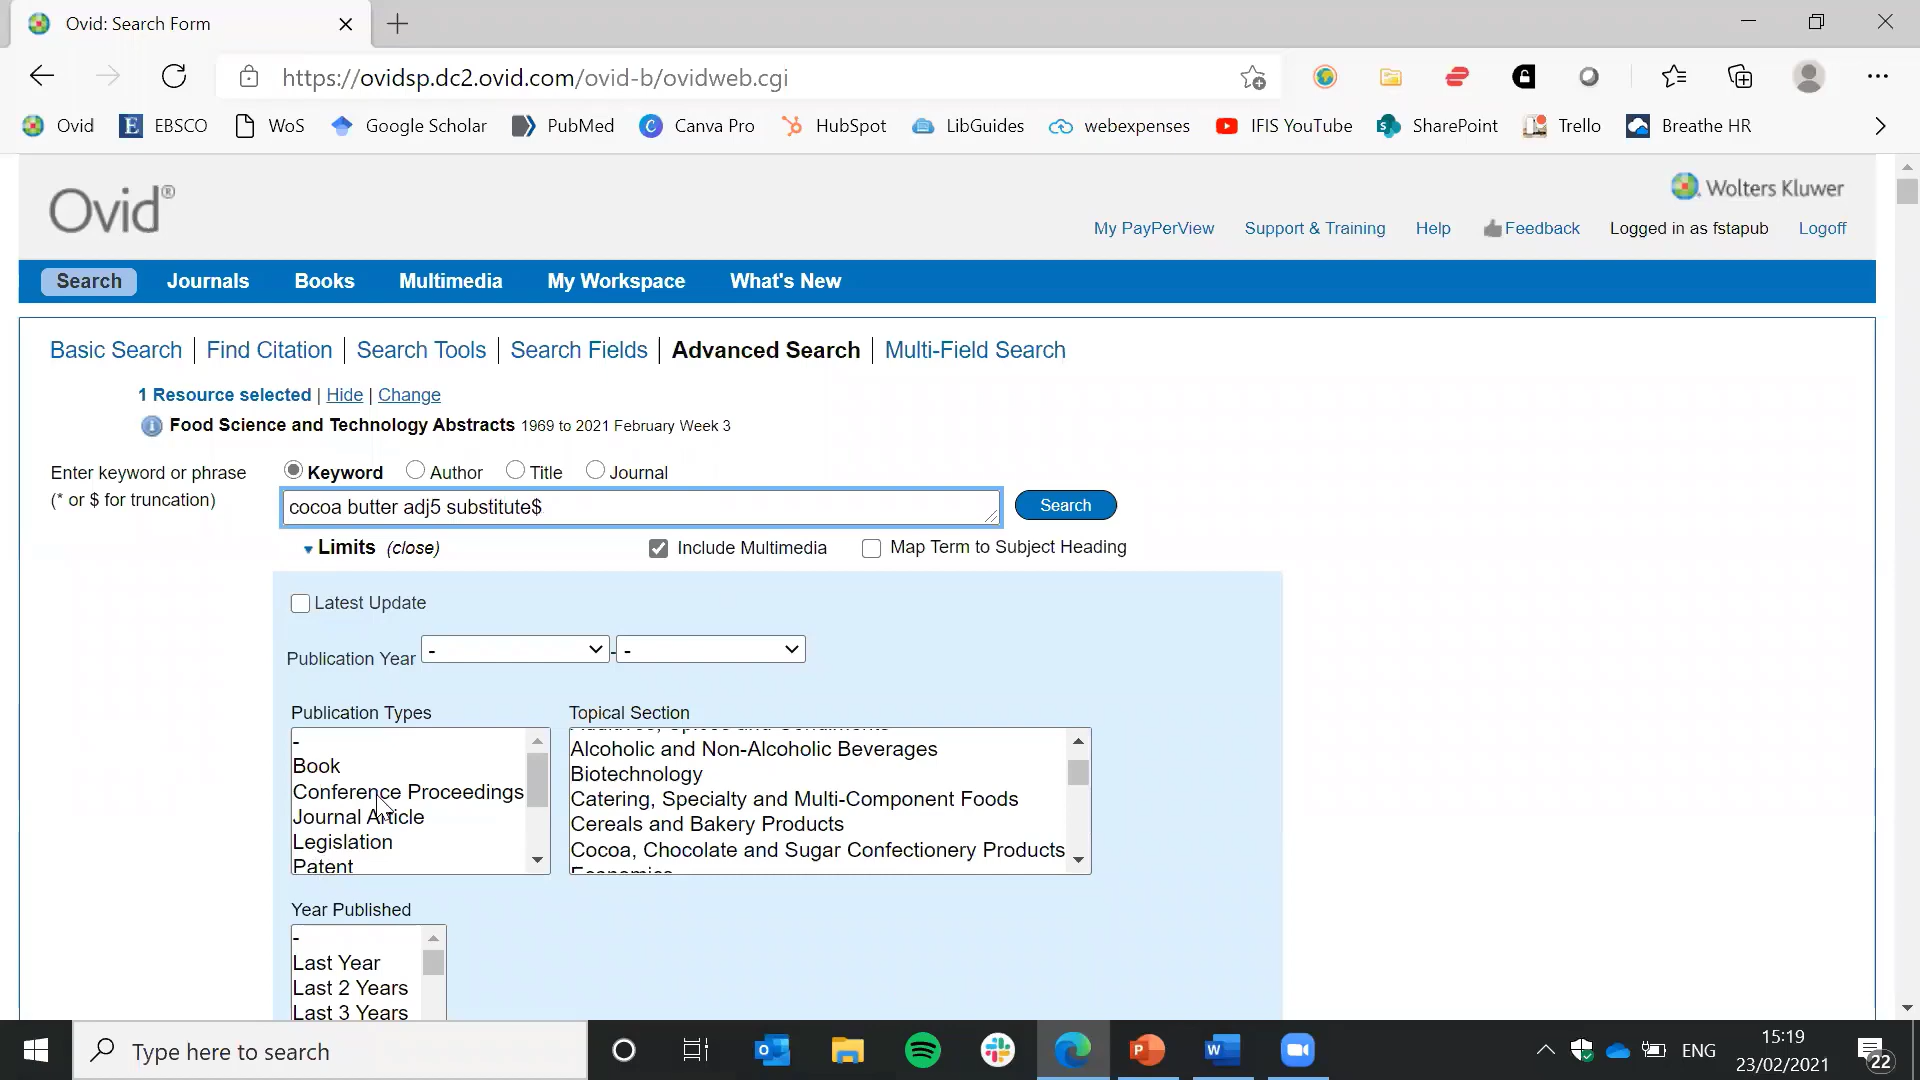 Ovid: Search Form
https://ovidsp.dc2.ovid.com/ovid-b/ovidweb.cgi
Ovid EBSCO WoS Google Scholar PubMed Canva Pro HubSpot LibGuides webexpenses IFIS YouTube SharePoint Trello Breathe HR
Ovid®
Wolters Kluwer
My PayPerView Support & Training Help Feedback Logged in as fstapub Logoff
Search Journals Books Multimedia My Workspace What's New
Basic Search | Find Citation | Search Tools | Search Fields | Advanced Search | Multi-Field Search
1 Resource selected | Hide | Change
Food Science and Technology Abstracts 1969 to 2021 February Week 3
Enter keyword or phrase
(* or $ for truncation)
Keyword Author Title Journal
cocoa butter adj5 substitute$
Search
Limits (close) Include Multimedia Map Term to Subject Heading
Latest Update
Publication Year - - -
Publication Types
-
Book
Conference Proceedings
Journal Article
Legislation
Patent
Topical Section
Alcoholic and Non-Alcoholic Beverages
Biotechnology
Catering, Specialty and Multi-Component Foods
Cereals and Bakery Products
Cocoa, Chocolate and Sugar Confectionery Products
Year Published
-
Last Year
Last 2 Years
Last 3 Years
Type here to search
ENG
15:19
23/02/2021
22